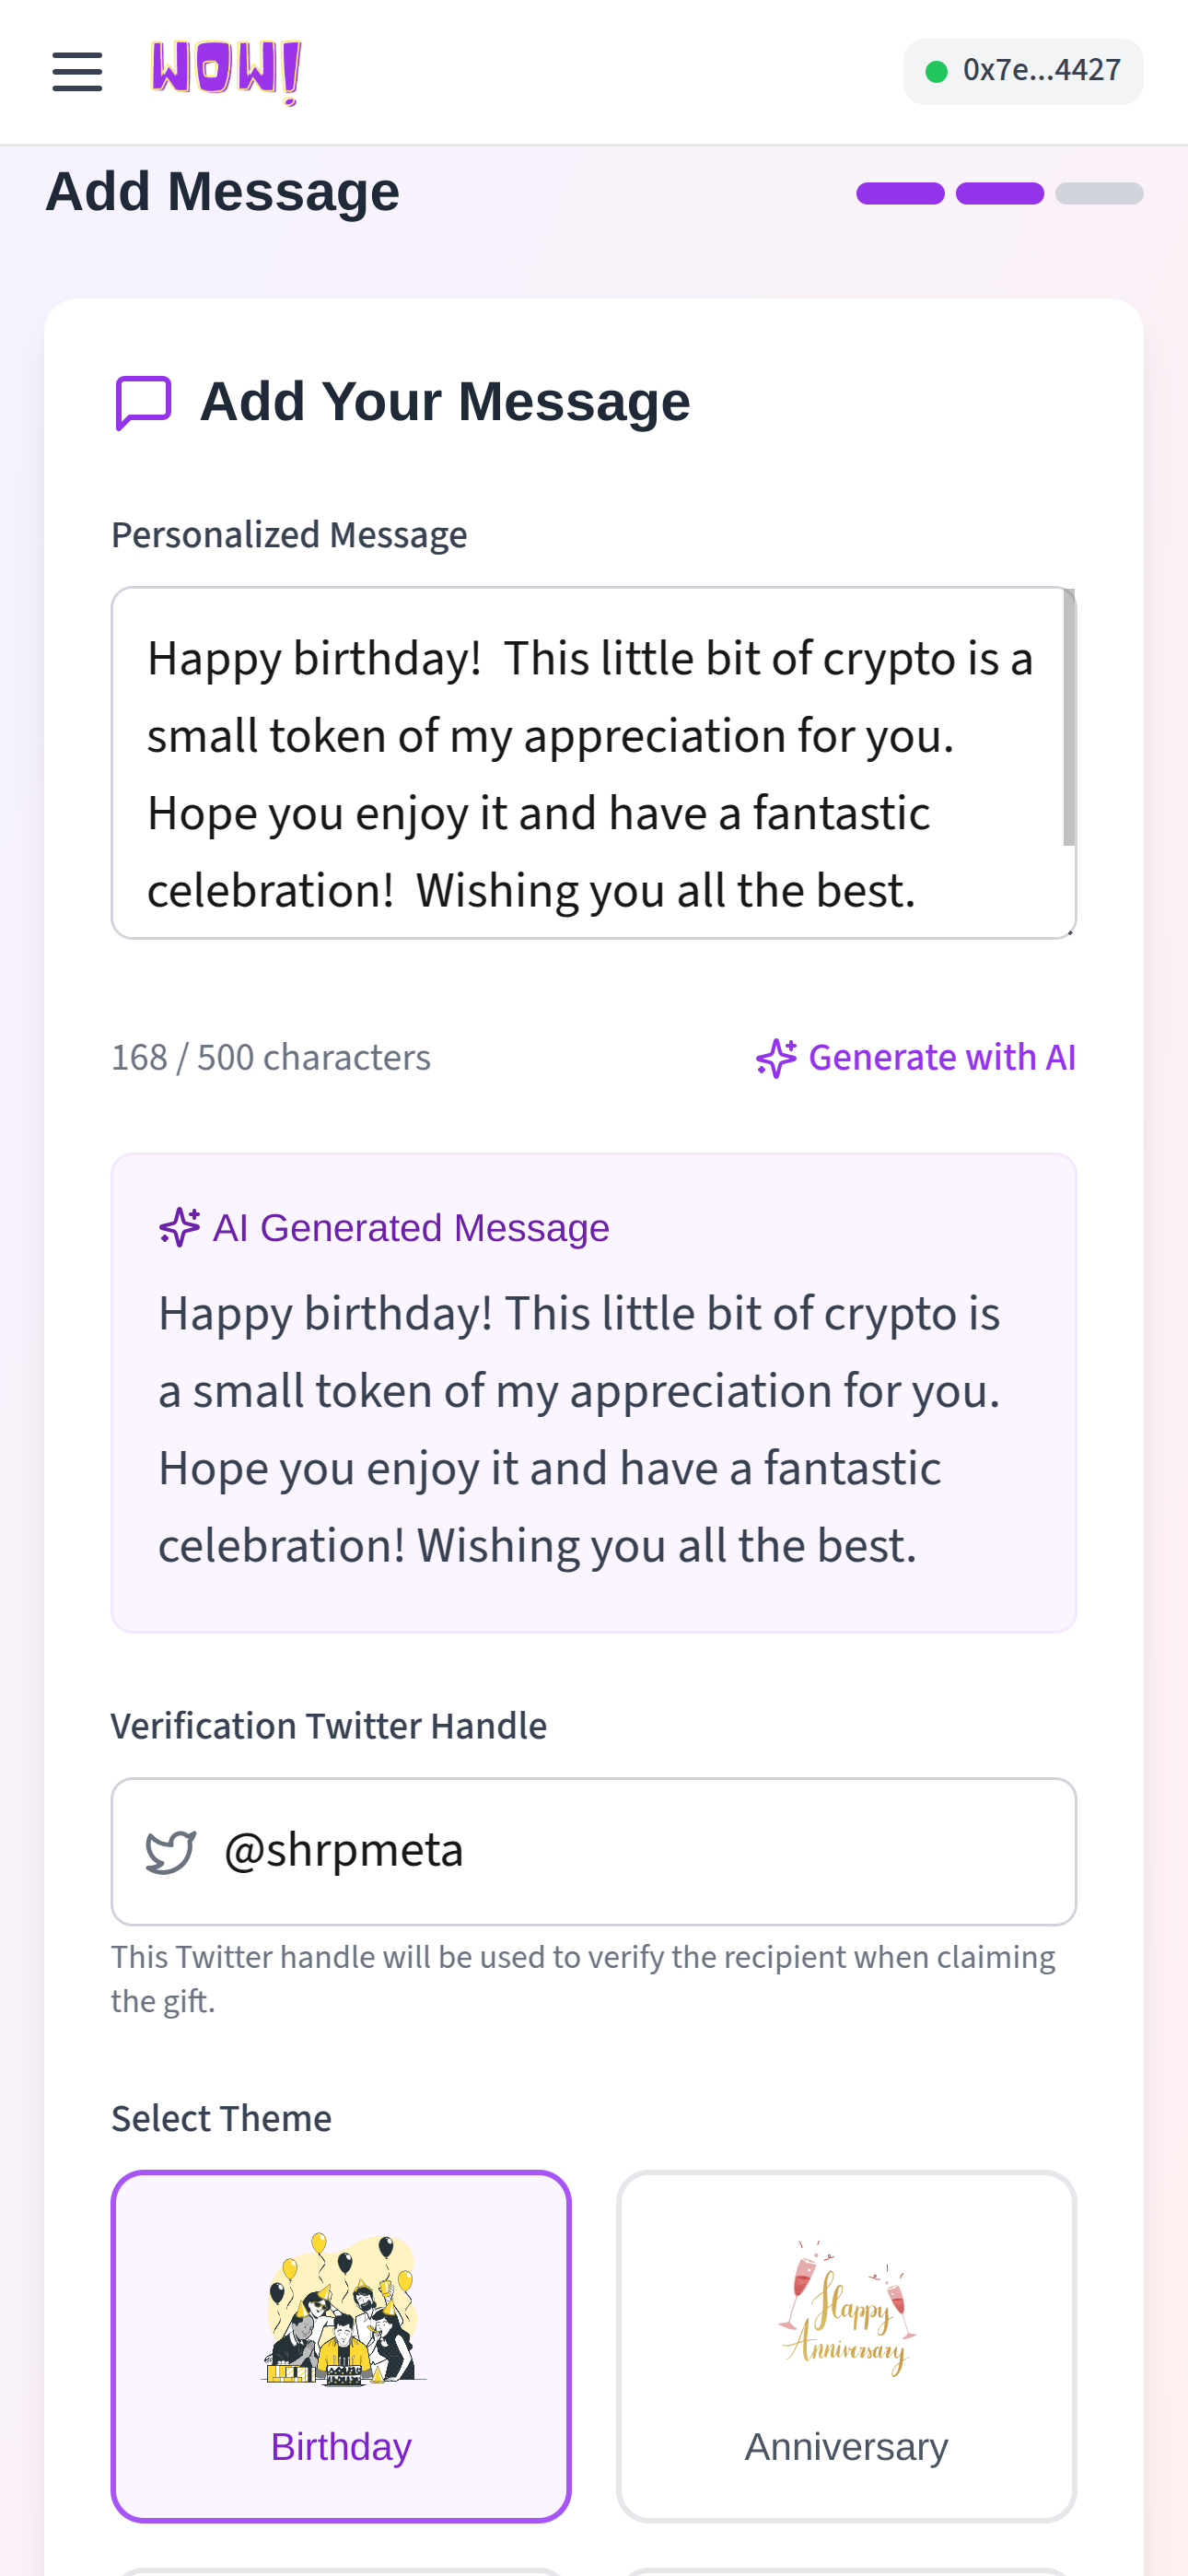 WOW!
0x7e...4427
Add Message
Add Your Message
Personalized Message
Happy birthday!  This little bit of crypto is a
small token of my appreciation for you.
Hope you enjoy it and have a fantastic
celebration!  Wishing you all the best.
168 / 500 characters
Generate with AI
AI Generated Message
Happy birthday! This little bit of crypto is
a small token of my appreciation for you.
Hope you enjoy it and have a fantastic
celebration! Wishing you all the best.
Verification Twitter Handle
@shrpmeta
This Twitter handle will be used to verify the recipient when claiming
the gift.
Select Theme
Happy
Anniversary
Birthday
Anniversary